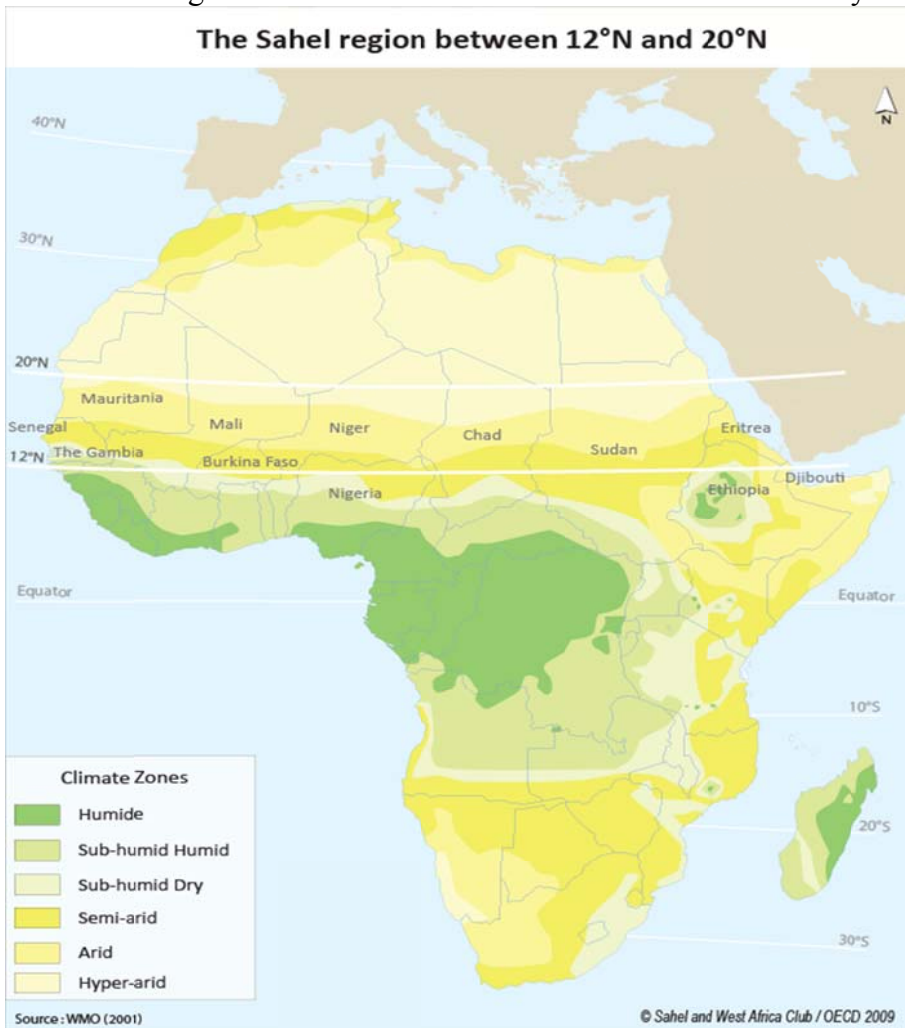 The Sahel region between 12°N and 20°N
N
40°N
30°N
20°N
Mauritania
Senegal
Mali
Niger
Chad
Sudan
Eritrea
The Gambia
12°N
Burkina Faso
Nigeria
Ethiopia
Djibouti
Equator
Equator
10°S
20°S
30°S
Climate Zones
Humide
Sub-humid Humid
Sub-humid Dry
Semi-arid
Arid
Hyper-arid
Source : WMO (2001)
© Sahel and West Africa Club / OECD 2009